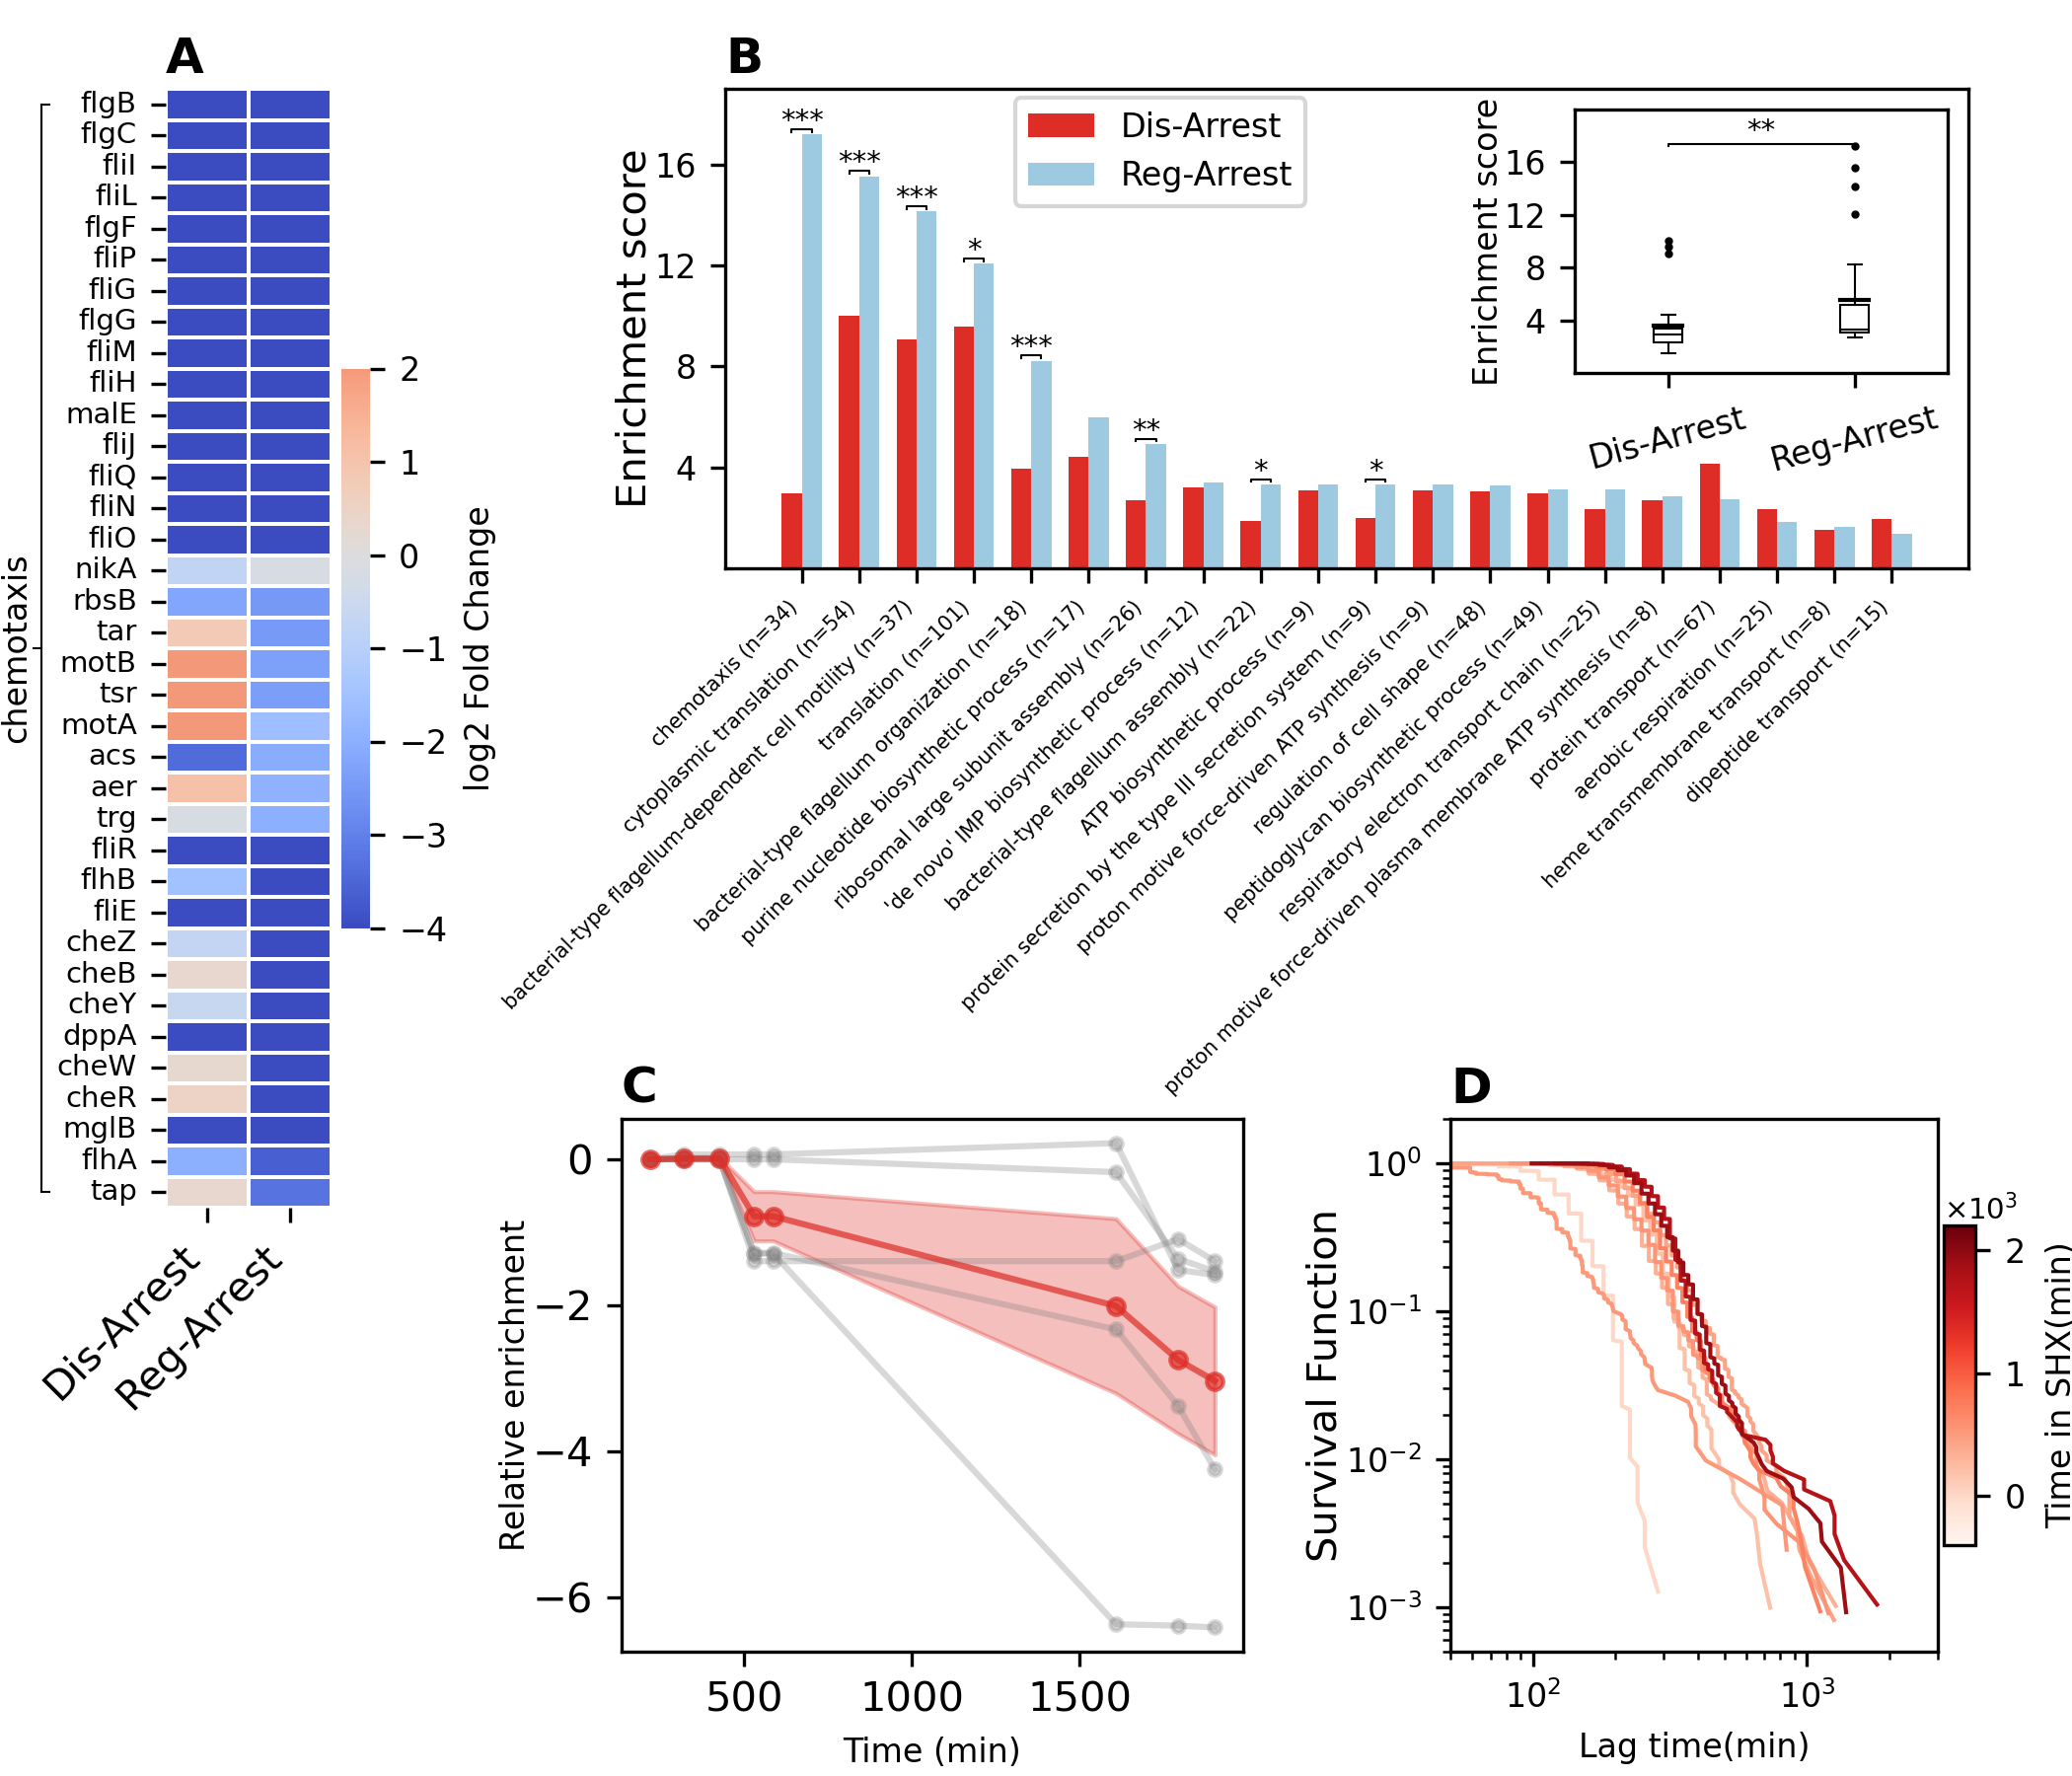 A
flgB
flgC
fliI
fliL
flgF
fliP
fliG
flgG
fliM
fliH
malE
fliJ
fliQ
fliN
fliO
nikA
rbsB
tar
motB
tsr
motA
acs
aer
trg
fliR
flhB
fliE
cheZ
cheB
cheY
dppA
cheW
cheR
mglB
flhA
tap
chemotaxis
Dis-Arrest
Reg-Arrest
2
1
0
−1
−2
−3
−4
log2 Fold Change
B
Enrichment score
16
12
8
4
***
***
***
*
***
**
*
*
Dis-Arrest
Reg-Arrest
Enrichment score
16
12
8
4
**
Dis-Arrest
Reg-Arrest
chemotaxis (n=34)
cytoplasmic translation (n=54)
bacterial-type flagellum-dependent cell motility (n=37)
translation (n=101)
bacterial-type flagellum organization (n=18)
purine nucleotide biosynthetic process (n=17)
ribosomal large subunit assembly (n=26)
'de novo' IMP biosynthetic process (n=12)
bacterial-type flagellum assembly (n=22)
ATP biosynthetic process (n=9)
protein secretion by the type III secretion system (n=9)
proton motive force-driven ATP synthesis (n=9)
regulation of cell shape (n=48)
peptidoglycan biosynthetic process (n=49)
respiratory electron transport chain (n=25)
proton motive force-driven plasma membrane ATP synthesis (n=8)
protein transport (n=67)
aerobic respiration (n=25)
heme transmembrane transport (n=8)
dipeptide transport (n=15)
C
Relative enrichment
0
−2
−4
−6
500
1000
1500
Time (min)
D
Survival Function
10⁰
10⁻¹
10⁻²
10⁻³
10²
10³
Lag time(min)
×10³
2
1
0
Time in SHX(min)